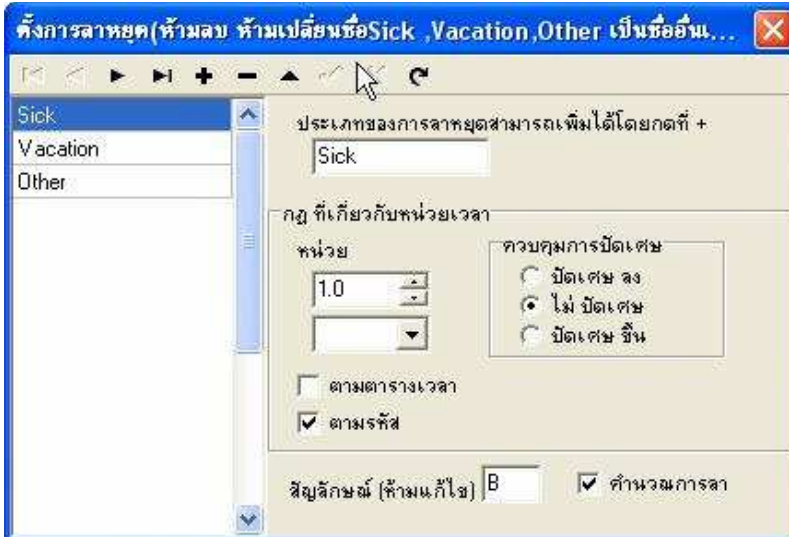 ตั้งการลาหยุด(ห้ามลบ ห้ามเปลี่ยนชื่อSick ,Vacation,Other เป็นชื่ออื่นเ...
Sick
Vacation
Other
ประเภทของการลาหยุดสามารถเพิ่มได้โดยกดที่ +
Sick
กฎ ที่เกี่ยวกับหน่วยเวลา
หน่วย
1.0
ควบคุมการปัดเศษ
ปัดเศษ ลง
ไม่ ปัดเศษ
ปัดเศษ ขึ้น
ตามตารางเวลา
ตามรหัส
สัญลักษณ์ (ห้ามแก้ไข) B
คำนวณการลา